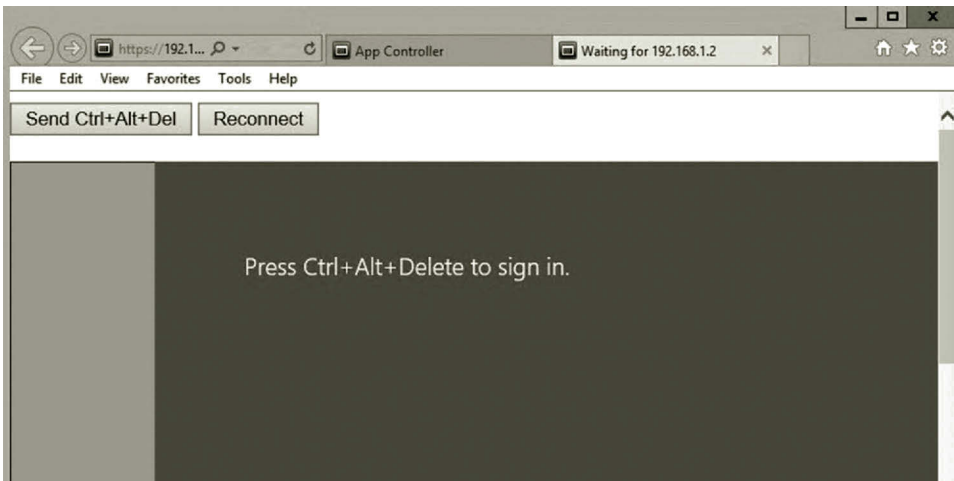 https://192.1...
App Controller
Waiting for 192.168.1.2
File Edit View Favorites Tools Help
Send Ctrl+Alt+Del Reconnect
Press Ctrl+Alt+Delete to sign in.